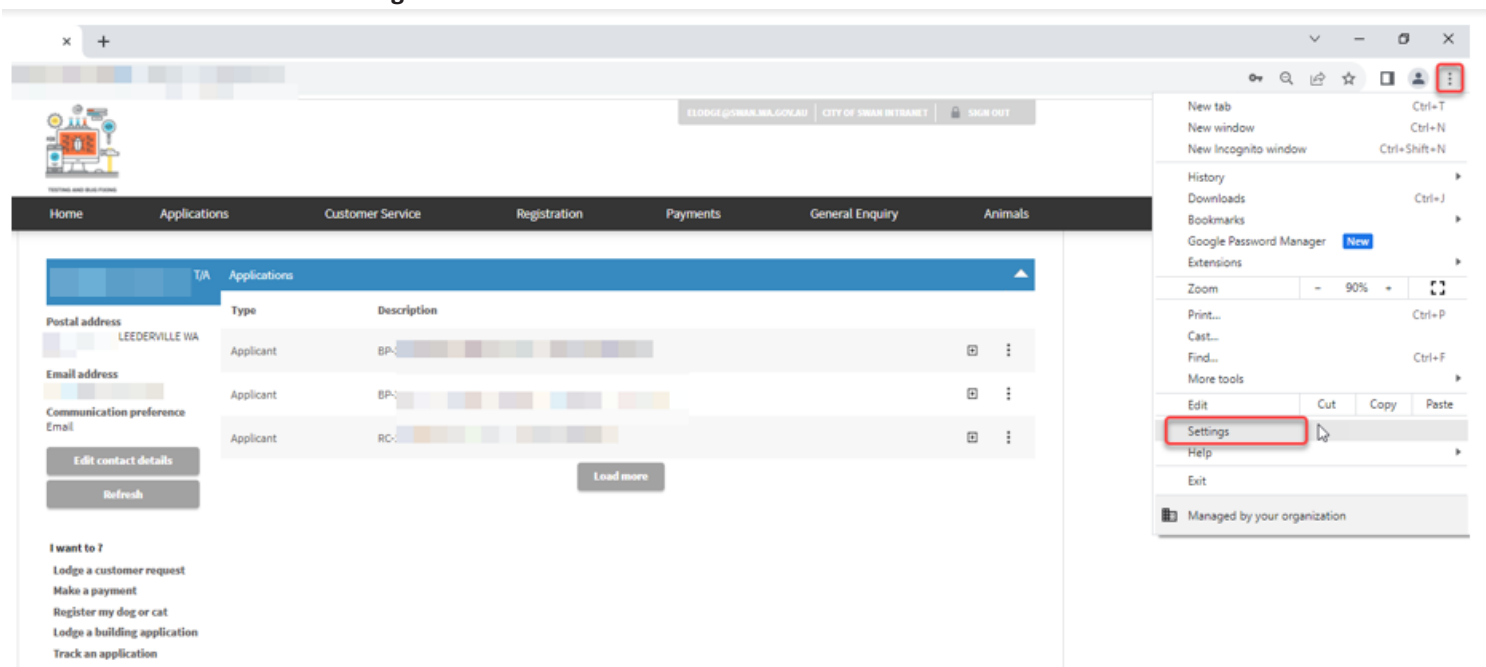 ELODGE@SWAN.WA.GOV.AU CITY OF SWAN INTRANET SIGN OUT
TESTING AND BUG FIXING
Home Applications Customer Service Registration Payments General Enquiry Animals
T/A
Postal address
LEEDERVILLE WA
Email address
Communication preference
Email
Edit contact details
Refresh
I want to ?
Lodge a customer request
Make a payment
Register my dog or cat
Lodge a building application
Track an application
Applications
Type Description
Applicant BP-
Applicant BP-
Applicant RC-
Load more
New tab Ctrl+T
New window Ctrl+N
New Incognito window Ctrl+Shift+N
History
Downloads Ctrl+J
Bookmarks
Google Password Manager New
Extensions
Zoom - 90% +
Print... Ctrl+P
Cast...
Find... Ctrl+F
More tools
Edit Cut Copy Paste
Settings
Help
Exit
Managed by your organization